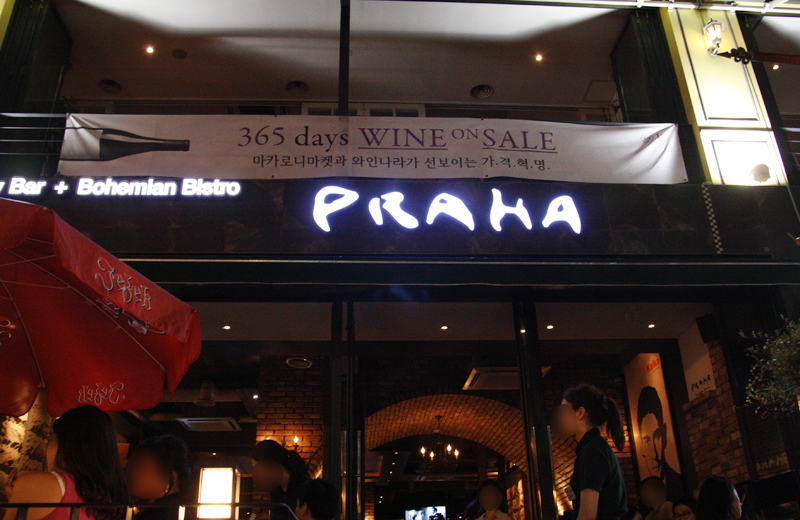 365 days WINE ON SALE
마카로니마켓과 와인나라가 선보이는 가.격.혁.명.
y Bar + Bohemian Bistro
PRAHA
PRAHA